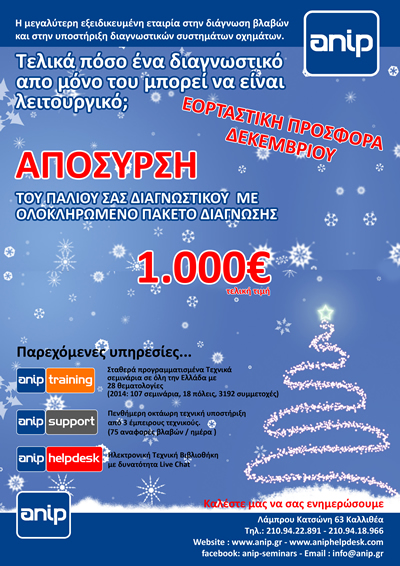 Η μεγαλύτερη εξειδικευμένη εταιρία στην διάγνωση βλαβών
και στην υποστήριξη διαγνωστικών συστημάτων οχημάτων.
anip
Τελικά πόσο ένα διαγνωστικό
απο μόνο του μπορεί να είναι
λειτουργικό;
ΕΟΡΤΑΣΤΙΚΗ ΠΡΟΣΦΟΡΑ
ΔΕΚΕΜΒΡΙΟΥ
ΑΠΟΣΥΡΣΗ
ΤΟΥ ΠΑΛΙΟΥ ΣΑΣ ΔΙΑΓΝΩΣΤΙΚΟΥ ΜΕ
ΟΛΟΚΛΗΡΩΜΕΝΟ ΠΑΚΕΤΟ ΔΙΑΓΝΩΣΗΣ
1.000€
τελική τιμή
Παρεχόμενες υπηρεσίες...
anip training
Σταθερά προγραμματισμένα Τεχνικά
σεμινάρια σε όλη την Ελλάδα με
28 θεματολογίες
(2014: 107 σεμινάρια, 18 πόλεις, 3192 συμμετοχές)
anip support
Πενθήμερη οκτάωρη τεχνική υποστήριξη
από 3 έμπειρους τεχνικούς.
(75 αναφορες βλαβών / ημέρα )
anip helpdesk
Ηλεκτρονική Τεχνική Βιβλιοθήκη
με δυνατότητα Live Chat
Καλέστε μας να σας ενημερώσουμε
anip
Λάμπρου Κατσώνη 63 Καλλιθέα
Τηλ.: 210.94.22.891 - 210.94.18.966
Website : www.anip.gr - www.aniphelpdesk.com
facebook: anip-seminars - Email : info@anip.gr